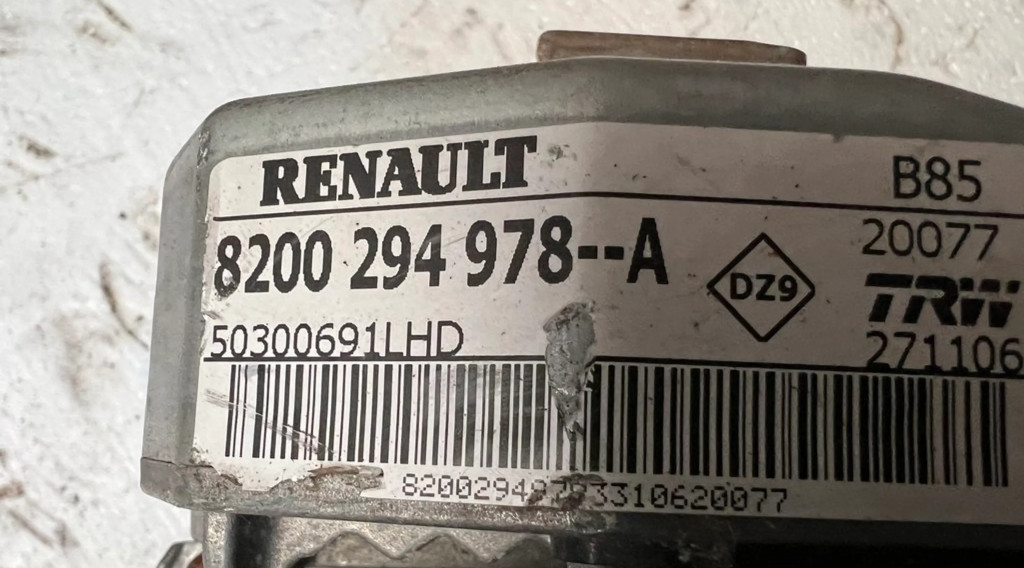 RENAULT
B85
8200 294 978--A
DZ9
20077
TRW
50300691LHD
271106